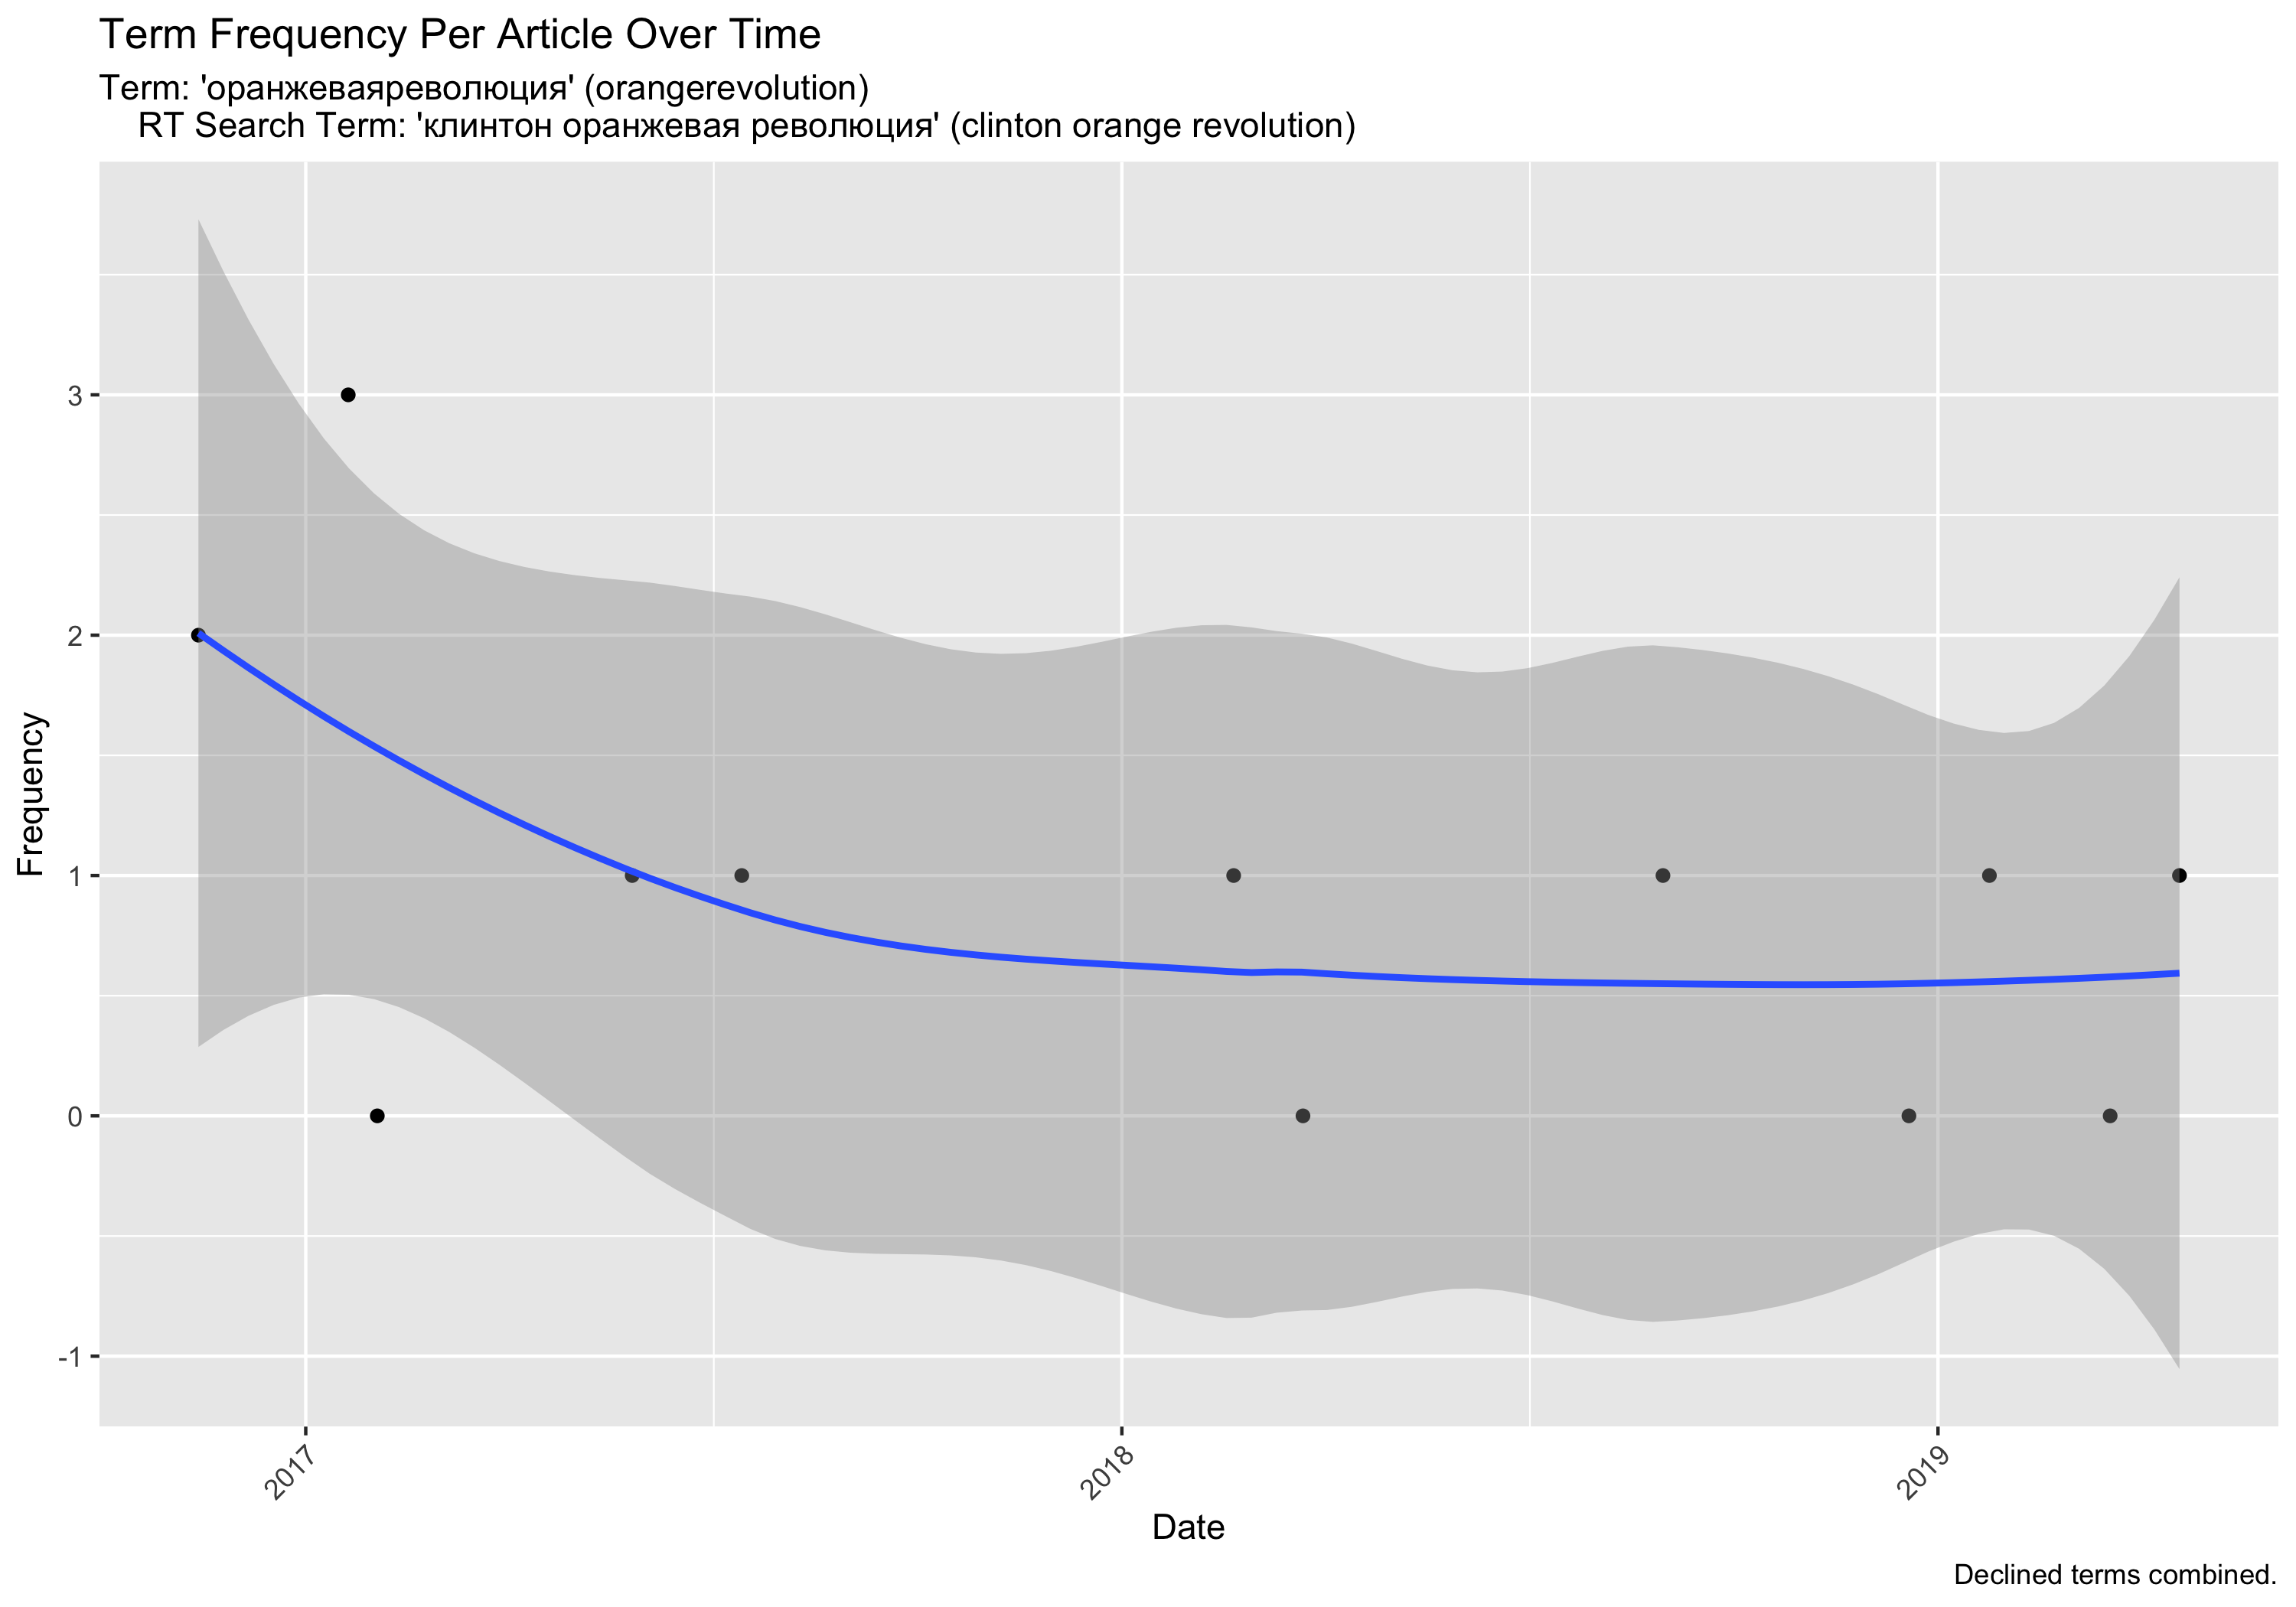 Term Frequency Per Article Over Time
Term: 'оранжеваяреволюция' (orangerevolution)
RT Search Term: 'клинтон оранжевая революция' (clinton orange revolution)
Frequency
3
2
1
0
-1
2017
2018
2019
Date
Declined terms combined.